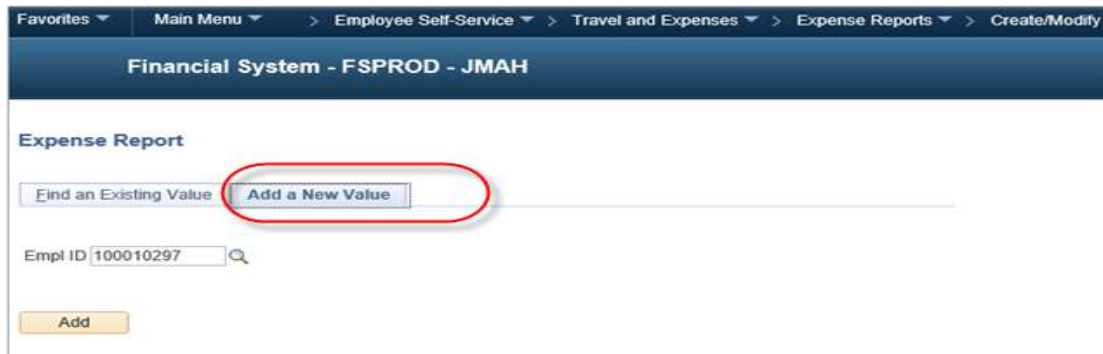 Favorites Main Menu > Employee Self-Service > Travel and Expenses > Expense Reports > Create/Modify
Financial System - FSPROD - JMAH
Expense Report
Find an Existing Value Add a New Value
Empl ID 100010297
Add